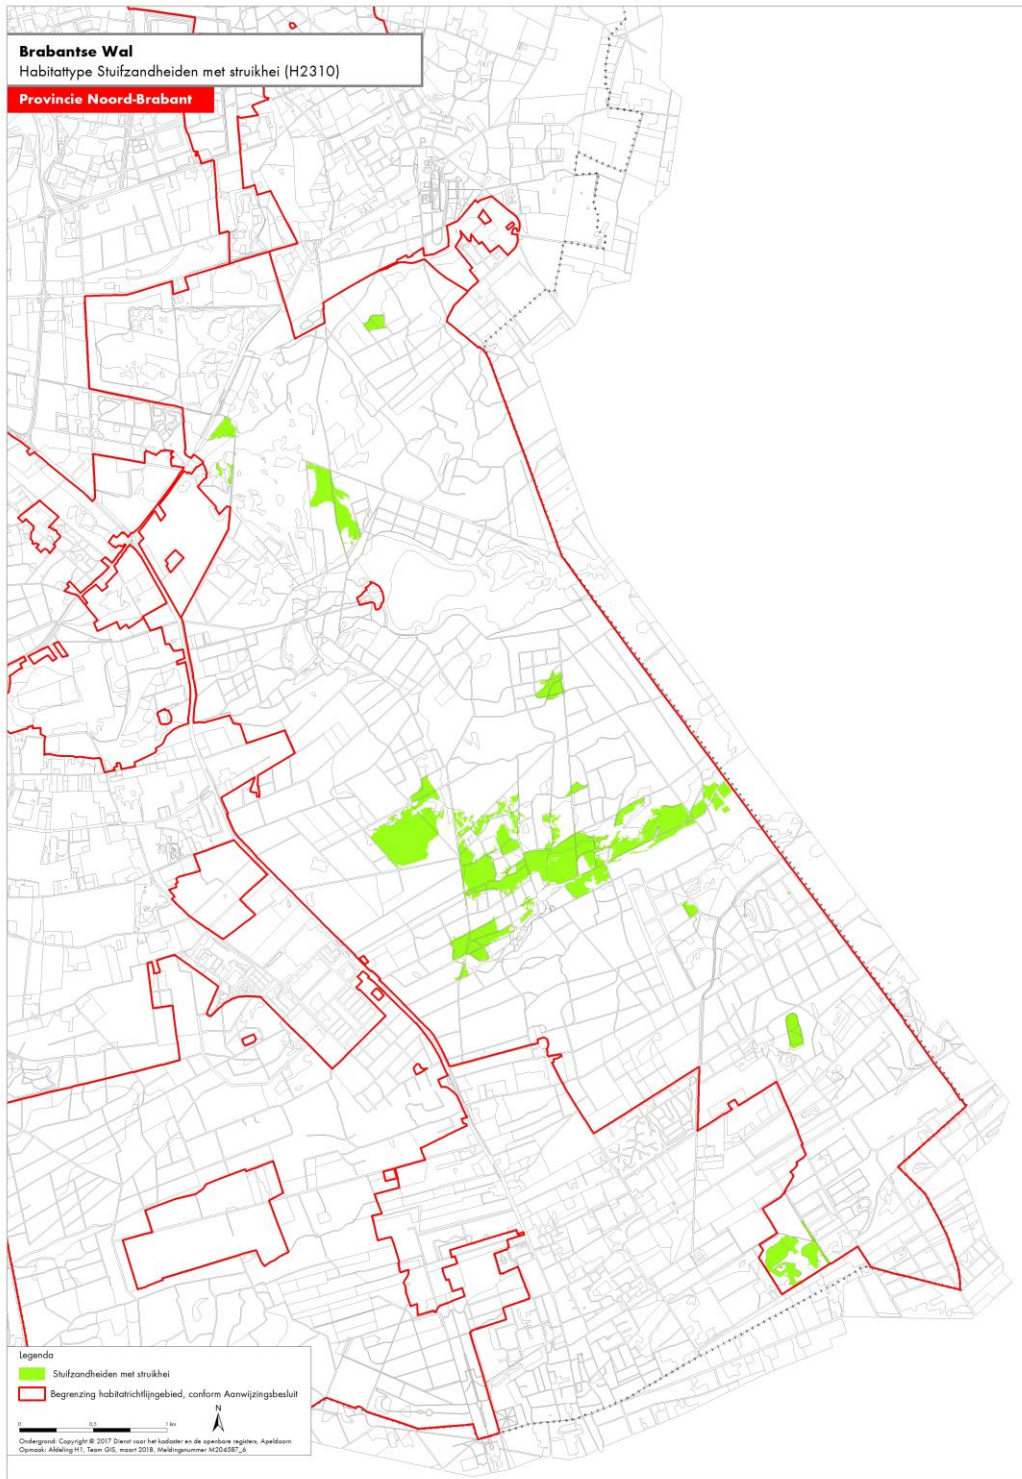 Brabantse Wal
Habitattype Stuifzandheiden met struikhei (H2310)
Provincie Noord-Brabant
Legenda
Stuifzandheiden met struikhei
Begrenzing habitatrichtlijngebied, conform Aanwijzingsbesluit
0 0,5 1 km
N
Ondergrond: Copyright © 2017 Dienst voor het kadaster en de openbare registers, Apeldoorn
Opmaak: Afdeling H1, Team GIS, maart 2018, Meldingsnummer M204587_6